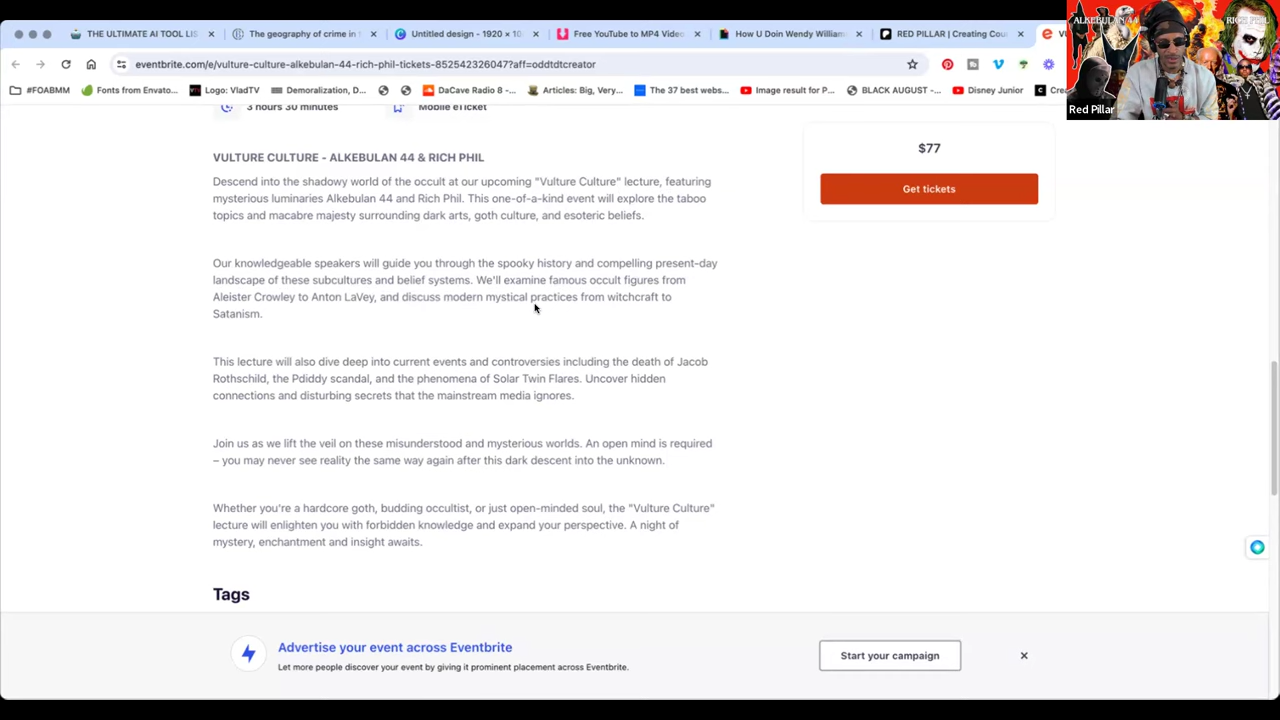 THE ULTIMATE AI TOOL LIS
The geography of crime in
Untitled design - 1920 × 10
Free YouTube to MP4 Video
How U Doin Wendy William
RED PILLAR | Creating Cou
eventbrite.com/e/vulture-culture-alkebulan-44-rich-phil-tickets-852542326047?aff=oddtdtcreator
#FOABMM
Fonts from Envato...
Logo: VladTV
Demoralization, D...
DaCave Radio 8 -...
Articles: Big, Very...
The 37 best webs...
Image result for P...
BLACK AUGUST -...
Disney Junior
ALKEBULAN 44
RICH PHIL
Red Pillar
3 hours 30 minutes
Mobile eTicket
$77
Get tickets
VULTURE CULTURE - ALKEBULAN 44 & RICH PHIL
Descend into the shadowy world of the occult at our upcoming "Vulture Culture" lecture, featuring
mysterious luminaries Alkebulan 44 and Rich Phil. This one-of-a-kind event will explore the taboo
topics and macabre majesty surrounding dark arts, goth culture, and esoteric beliefs.
Our knowledgeable speakers will guide you through the spooky history and compelling present-day
landscape of these subcultures and belief systems. We'll examine famous occult figures from
Aleister Crowley to Anton LaVey, and discuss modern mystical practices from witchcraft to
Satanism.
This lecture will also dive deep into current events and controversies including the death of Jacob
Rothschild, the Pdiddy scandal, and the phenomena of Solar Twin Flares. Uncover hidden
connections and disturbing secrets that the mainstream media ignores.
Join us as we lift the veil on these misunderstood and mysterious worlds. An open mind is required
– you may never see reality the same way again after this dark descent into the unknown.
Whether you're a hardcore goth, budding occultist, or just open-minded soul, the "Vulture Culture"
lecture will enlighten you with forbidden knowledge and expand your perspective. A night of
mystery, enchantment and insight awaits.
Tags
Advertise your event across Eventbrite
Let more people discover your event by giving it prominent placement across Eventbrite.
Start your campaign